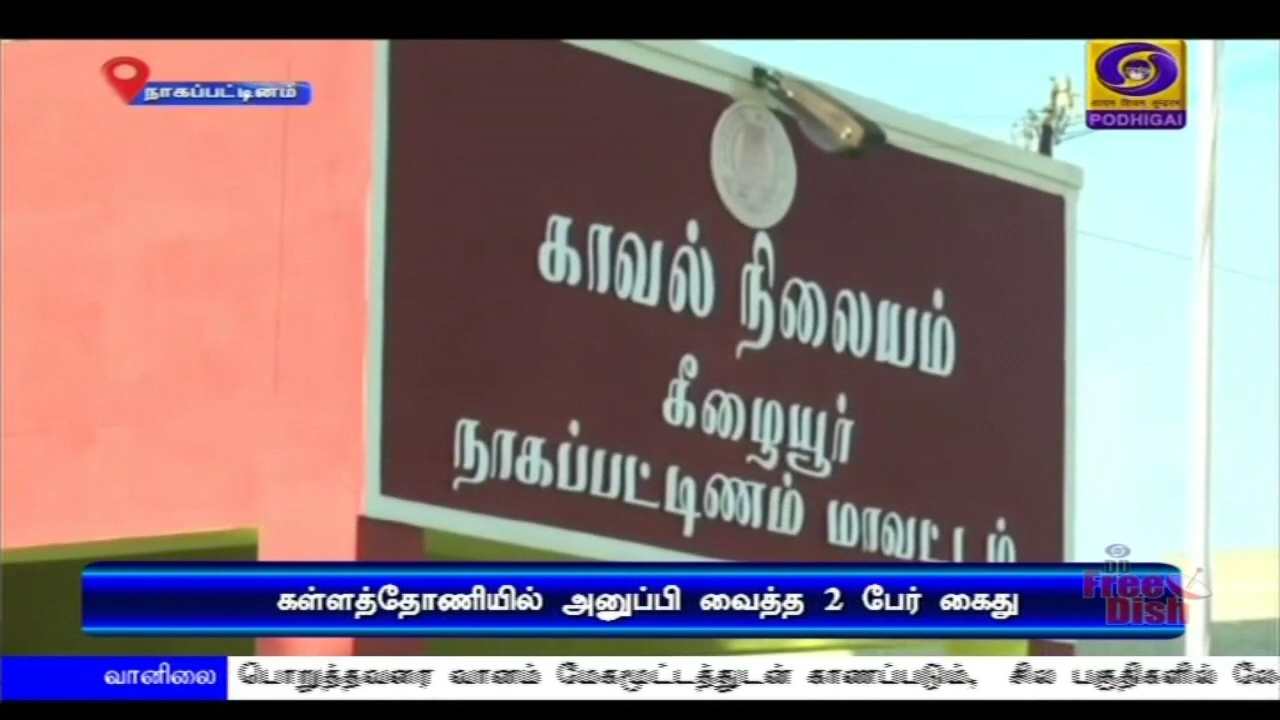 நாகப்பட்டினம்
PODHIGAI
காவல் நிலையம்
கீழையூர்
நாகப்பட்டிணம் மாவட்டம்
கள்ளத்தோணியில் அனுப்பி வைத்த 2 பேர் கைது
DD Free Dish
வானிலை பொறுத்தவரை வானம் மேகமூட்டத்துடன் காணப்படும், சில பகுதிகளில்